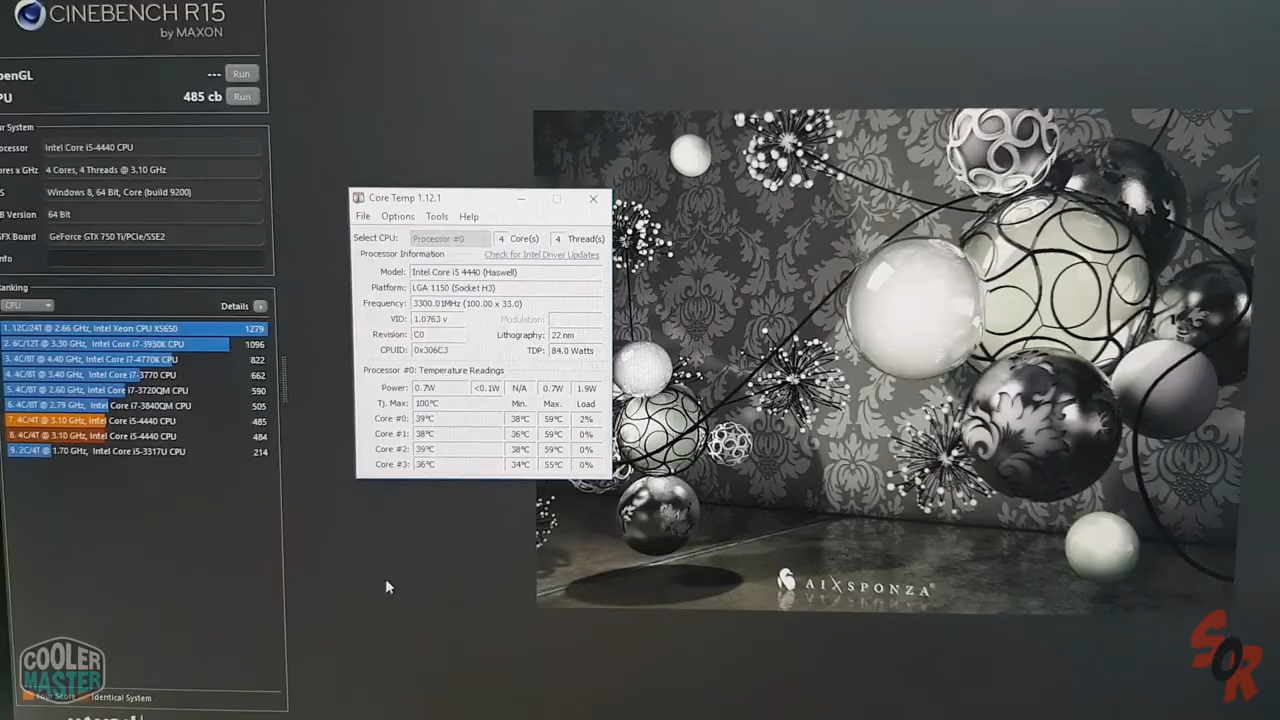 CINEBENCH R15
by MAXON
penGL --- Run
PU 485 cb Run
ur System
ocessor Intel Core i5-4440 CPU
ores x GHz 4 Cores, 4 Threads @ 3.10 GHz
S Windows 8, 64 Bit, Core (build 9200)
B Version 64 Bit
GFX Board GeForce GTX 750 Ti/PCIe/SSE2
nfo
anking
CPU Details
1. 12C/24T @ 2.66 GHz, Intel Xeon CPU X5650 1279
2. 6C/12T @ 3.30 GHz, Intel Core i7-3930K CPU 1096
3. 4C/8T @ 4.40 GHz, Intel Core i7-4770K CPU 822
4. 4C/8T @ 3.40 GHz, Intel Core i7-3770 CPU 662
5. 4C/8T @ 2.60 GHz, Intel Core i7-3720QM CPU 590
6. 4C/8T @ 2.79 GHz, Intel Core i7-3840QM CPU 505
7. 4C/4T @ 3.10 GHz, Intel Core i5-4440 CPU 485
8. 4C/4T @ 3.10 GHz, Intel Core i5-4440 CPU 484
9. 2C/4T @ 1.70 GHz, Intel Core i5-3317U CPU 214
Core Temp 1.12.1
File Options Tools Help
Select CPU: Processor #0 4 Core(s) 4 Thread(s)
Processor Information Check for Intel Driver Updates
Model: Intel Core i5 4440 (Haswell)
Platform: LGA 1150 (Socket H3)
Frequency: 3300.01MHz (100.00 x 33.0)
VID: 1.0763 v Modulation:
Revision: C0 Lithography: 22 nm
CPUID: 0x306C3 TDP: 84.0 Watts
Processor #0: Temperature Readings
Power: 0.7W <0.1W N/A 0.7W 1.9W
Tj. Max: 100°C Min. Max. Load
Core #0: 39°C 38°C 59°C 2%
Core #1: 38°C 36°C 59°C 0%
Core #2: 39°C 38°C 59°C 0%
Core #3: 36°C 34°C 55°C 0%
AIXSPONZA®
COOLER
MASTER
Your Score Identical System
SOR